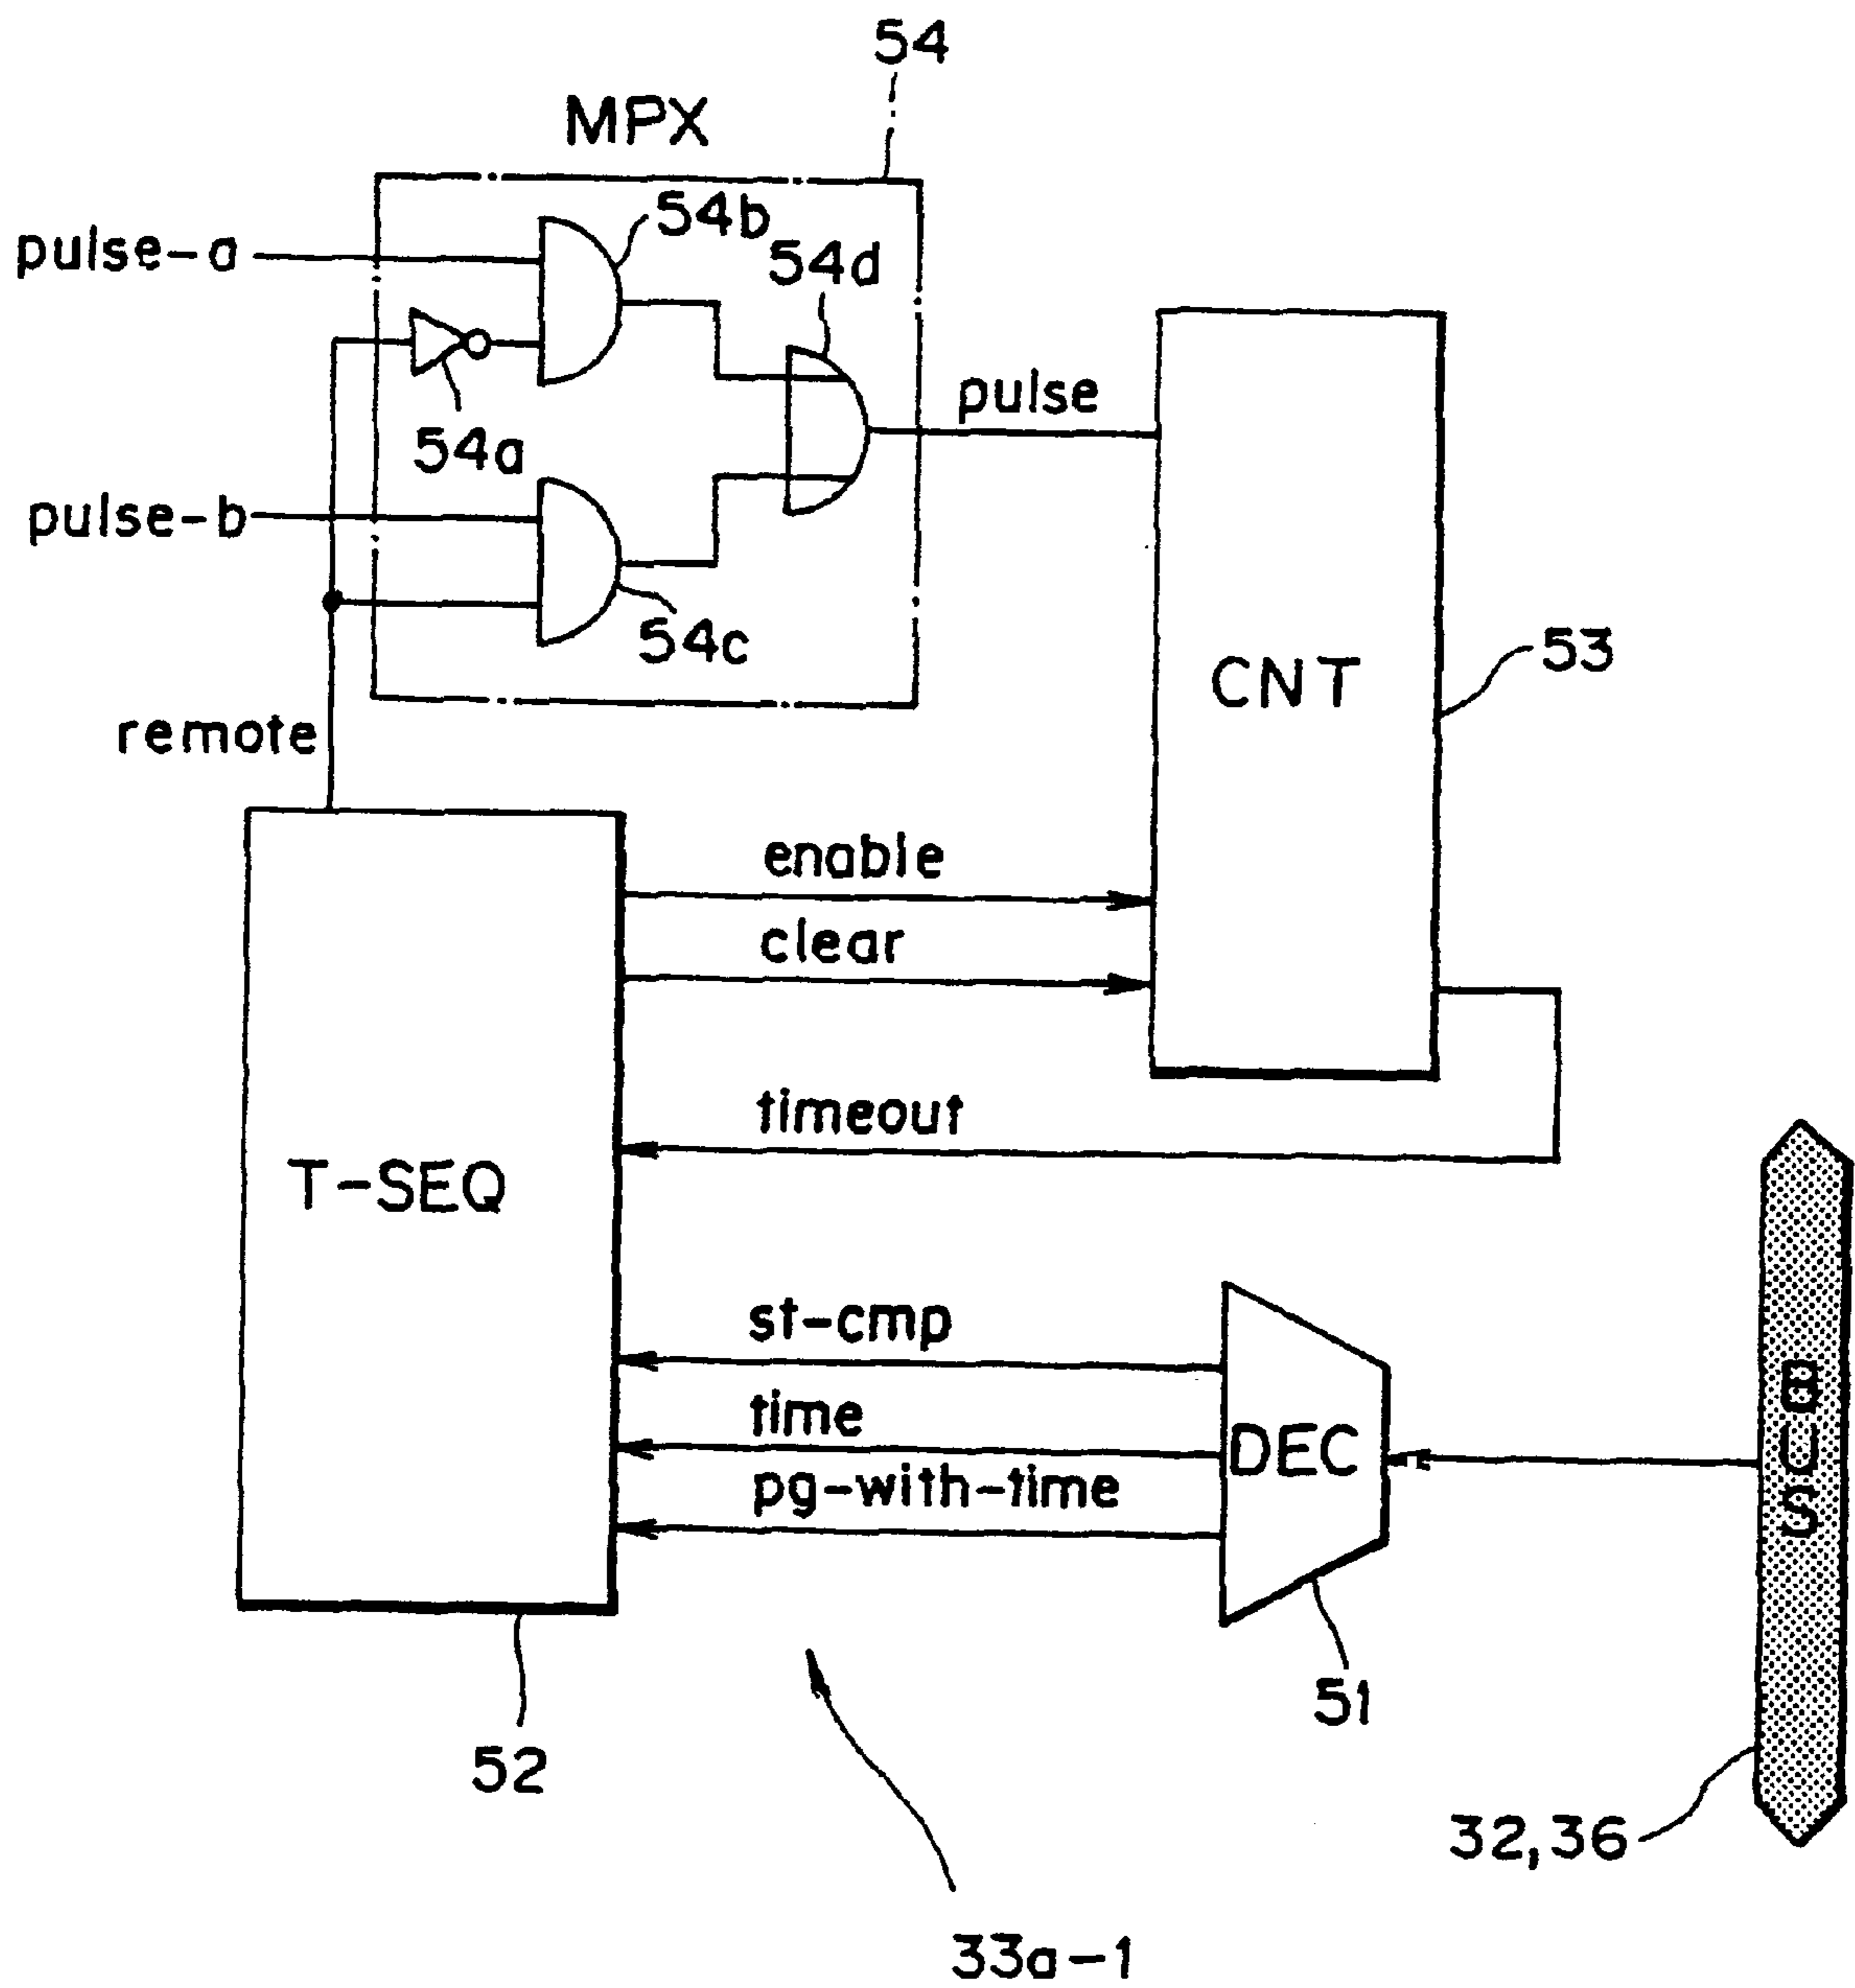 54
MPX
54b
pulse-a
54d
54a
pulse
pulse-b
54c
53
CNT
remote
enable
clear
timeout
T-SEQ
st-cmp
time
DEC
pg-with-time
BUS
51
52
32,36
33a-1